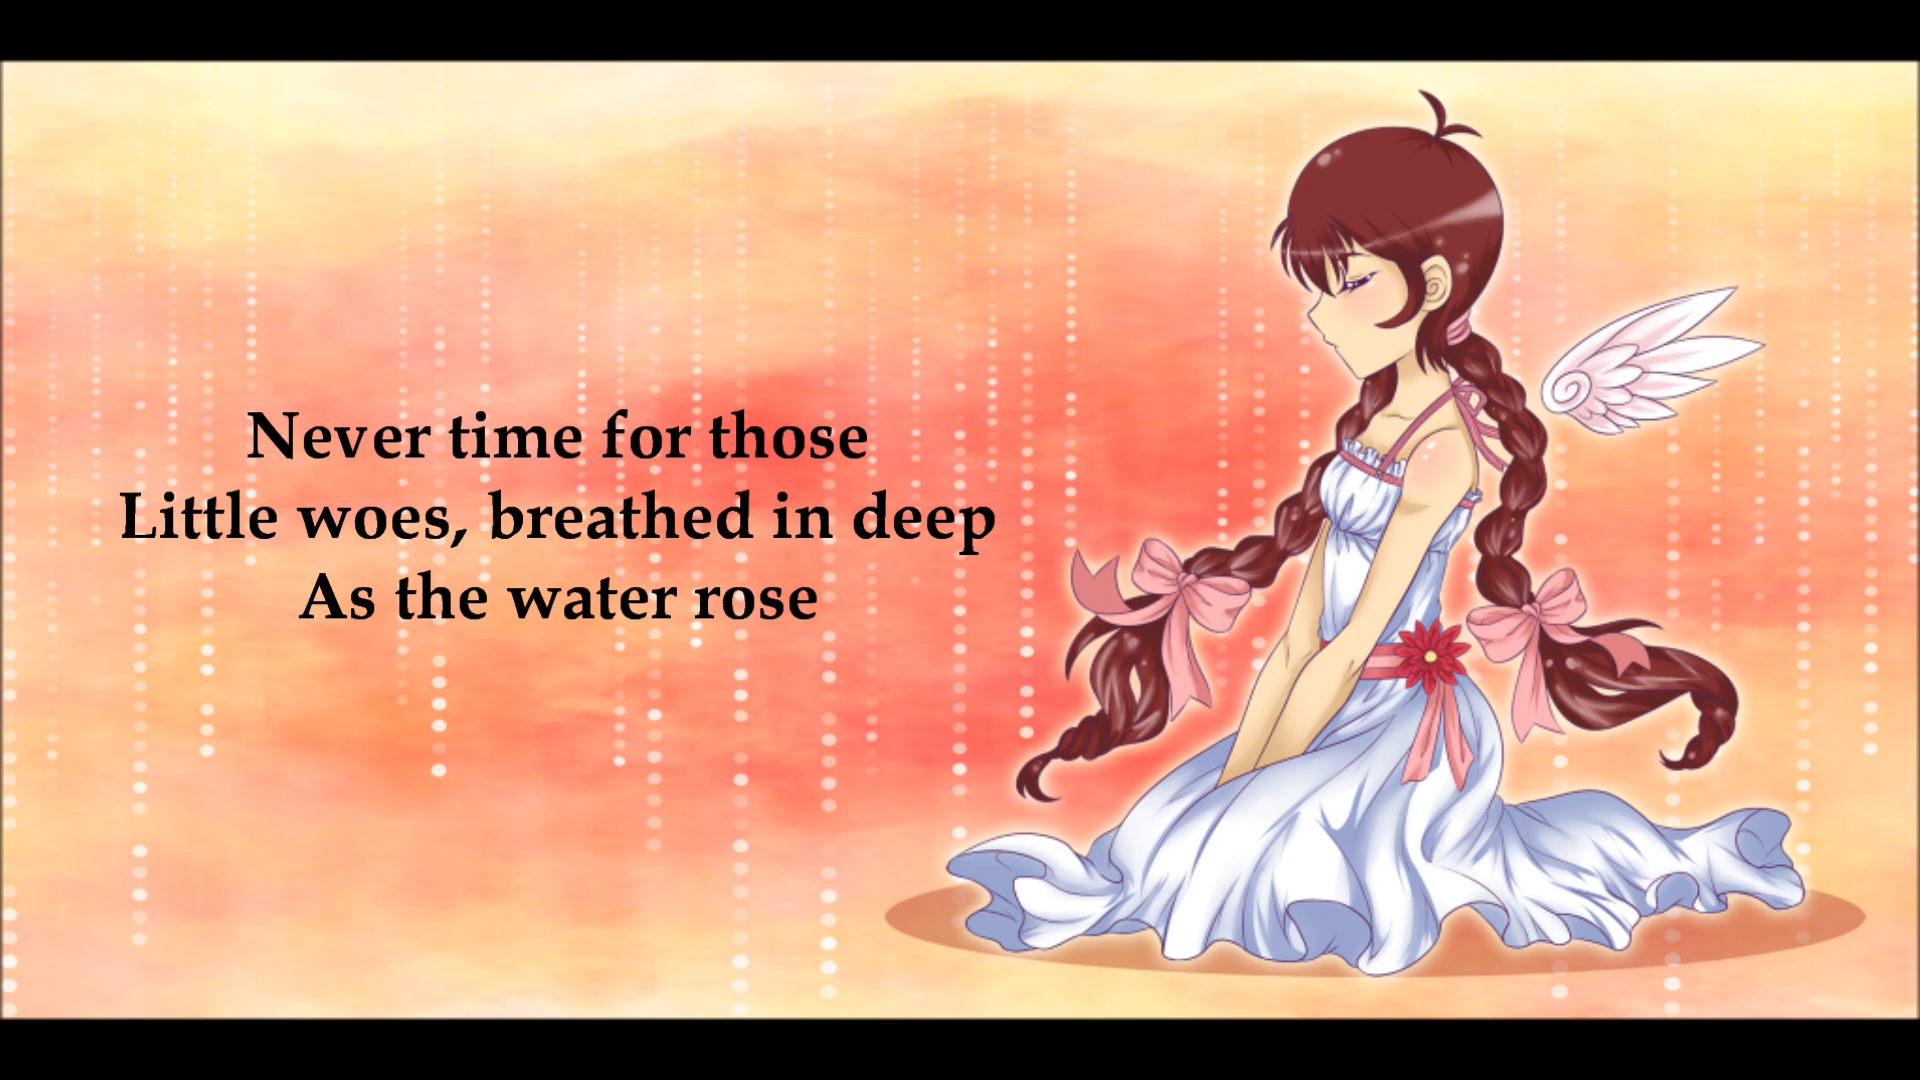 Never time for those
Little woes, breathed in deep
As the water rose